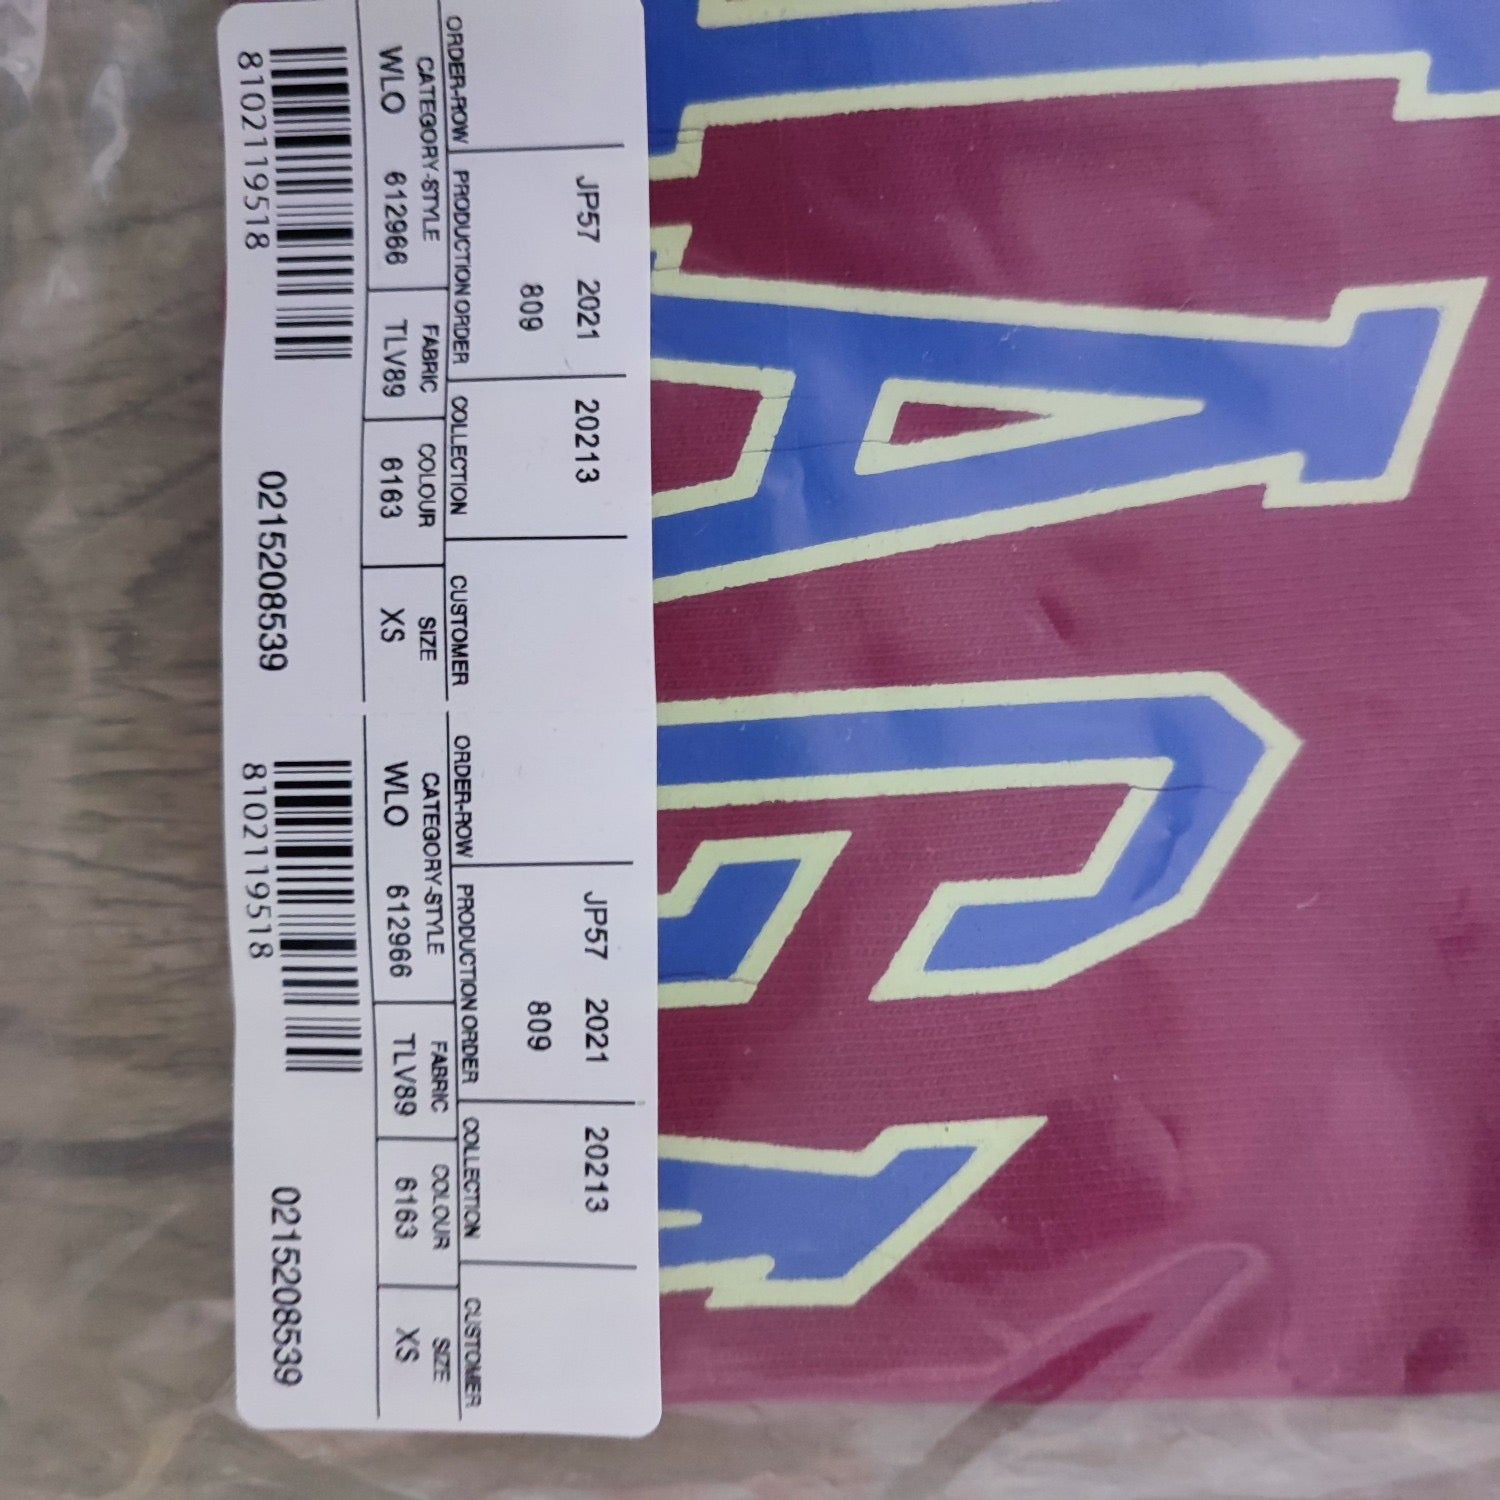 JP57 2021 20213
809
ORDER-ROW PRODUCTION ORDER COLLECTION CUSTOMER
CATEGORY-STYLE FABRIC COLOUR SIZE
WLO 612966 TLV89 6163 XS
0215208539
8102119518
JP57 2021 20213
809
ORDER-ROW PRODUCTION ORDER COLLECTION CUSTOMER
CATEGORY-STYLE FABRIC COLOUR SIZE
WLO 612966 TLV89 6163 XS
0215208539
8102119518
AC